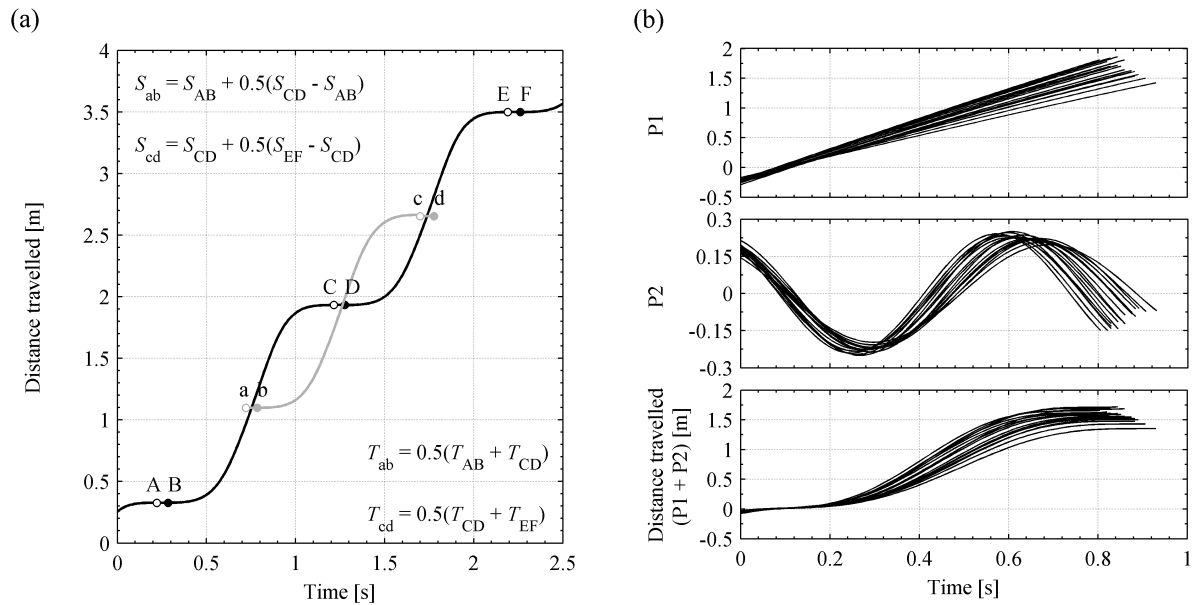 (a)
4
3.5
3
2.5
2
1.5
1
0.5
0
Distance travelled [m]
S_ab = S_AB + 0.5(S_CD - S_AB)
S_cd = S_CD + 0.5(S_EF - S_CD)
E F
c d
C D
a b
A B
T_ab = 0.5(T_AB + T_CD)
T_cd = 0.5(T_CD + T_EF)
0 0.5 1 1.5 2 2.5
Time [s]
(b)
2
1.5
1
0.5
0
-0.5
P1
0.3
0.15
0
-0.15
-0.3
P2
2
1.5
1
0.5
0
-0.5
Distance travelled
(P1 + P2) [m]
0 0.2 0.4 0.6 0.8 1
Time [s]